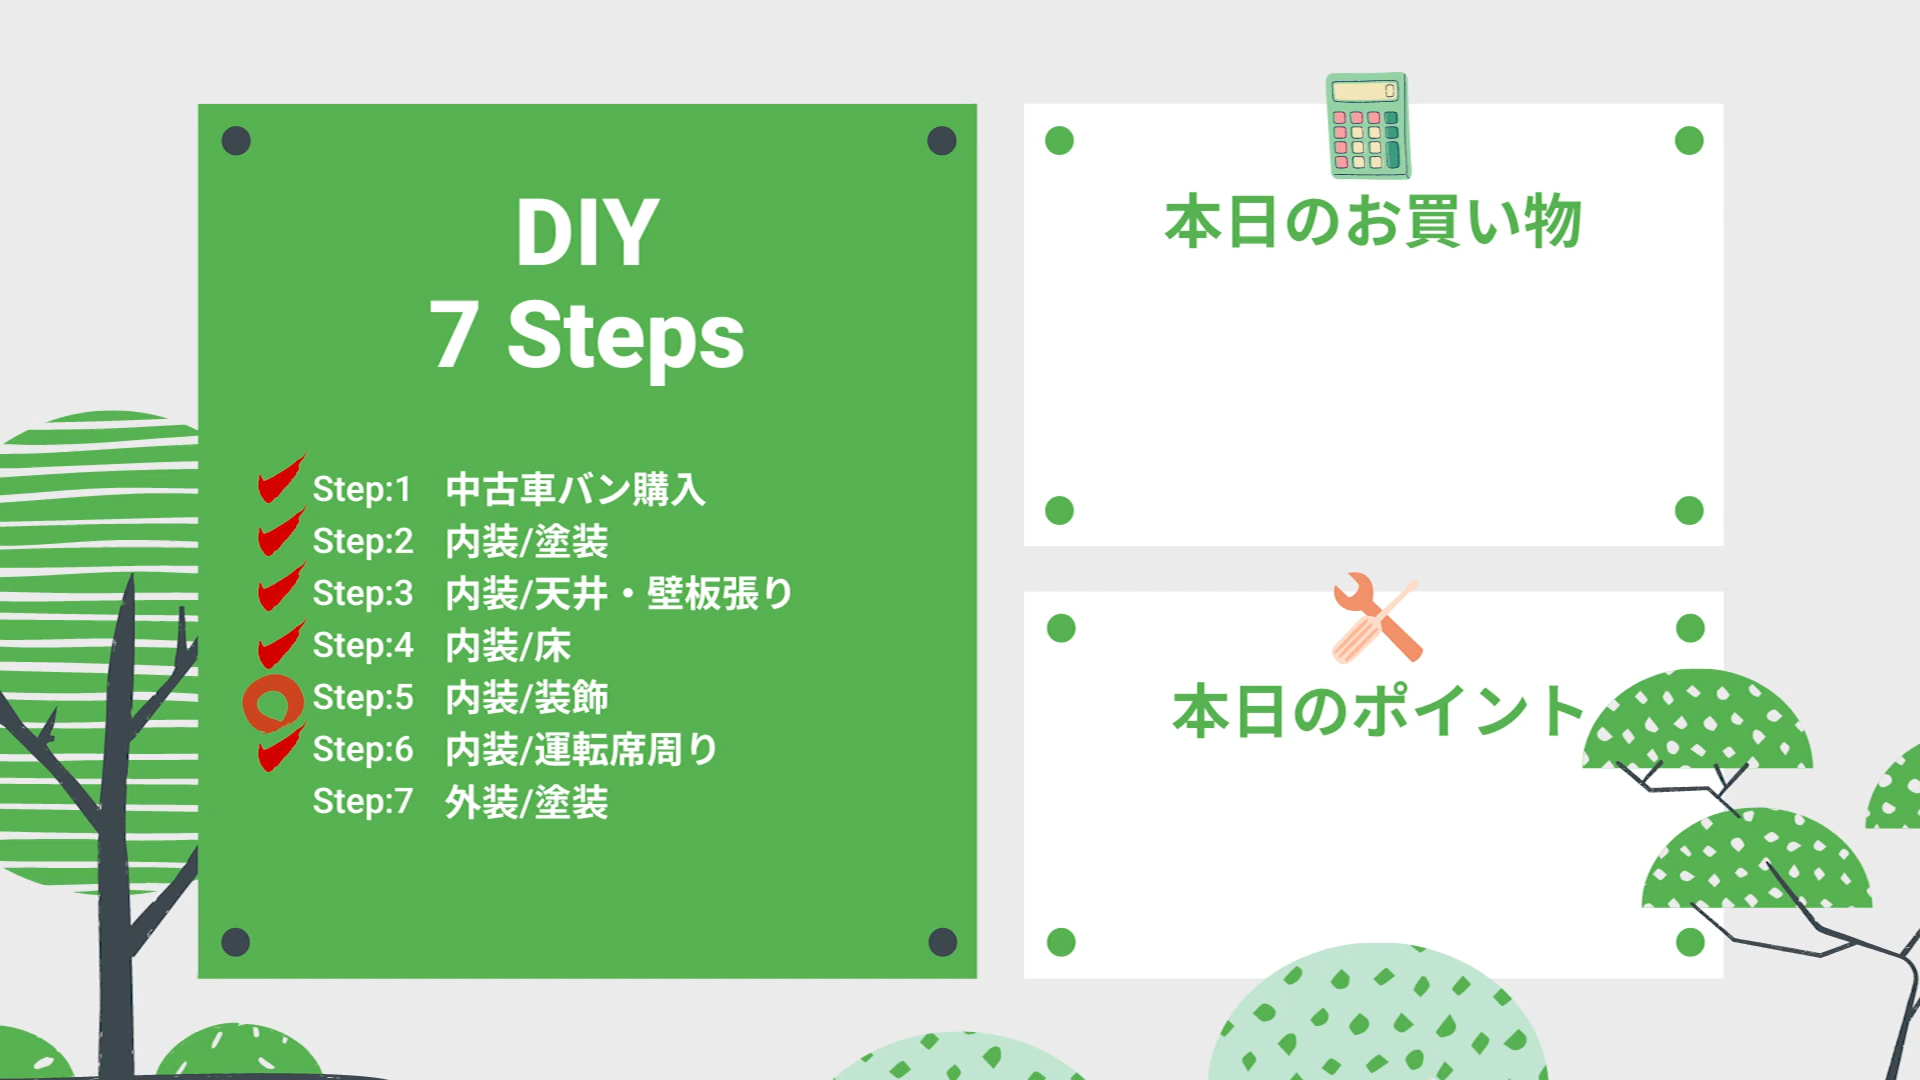 DIY
7 Steps
Step:1 中古車バン購入
Step:2 内装/塗装
Step:3 内装/天井・壁板張り
Step:4 内装/床
Step:5 内装/装飾
Step:6 内装/運転席周り
Step:7 外装/塗装
0
本日のお買い物
本日のポイント